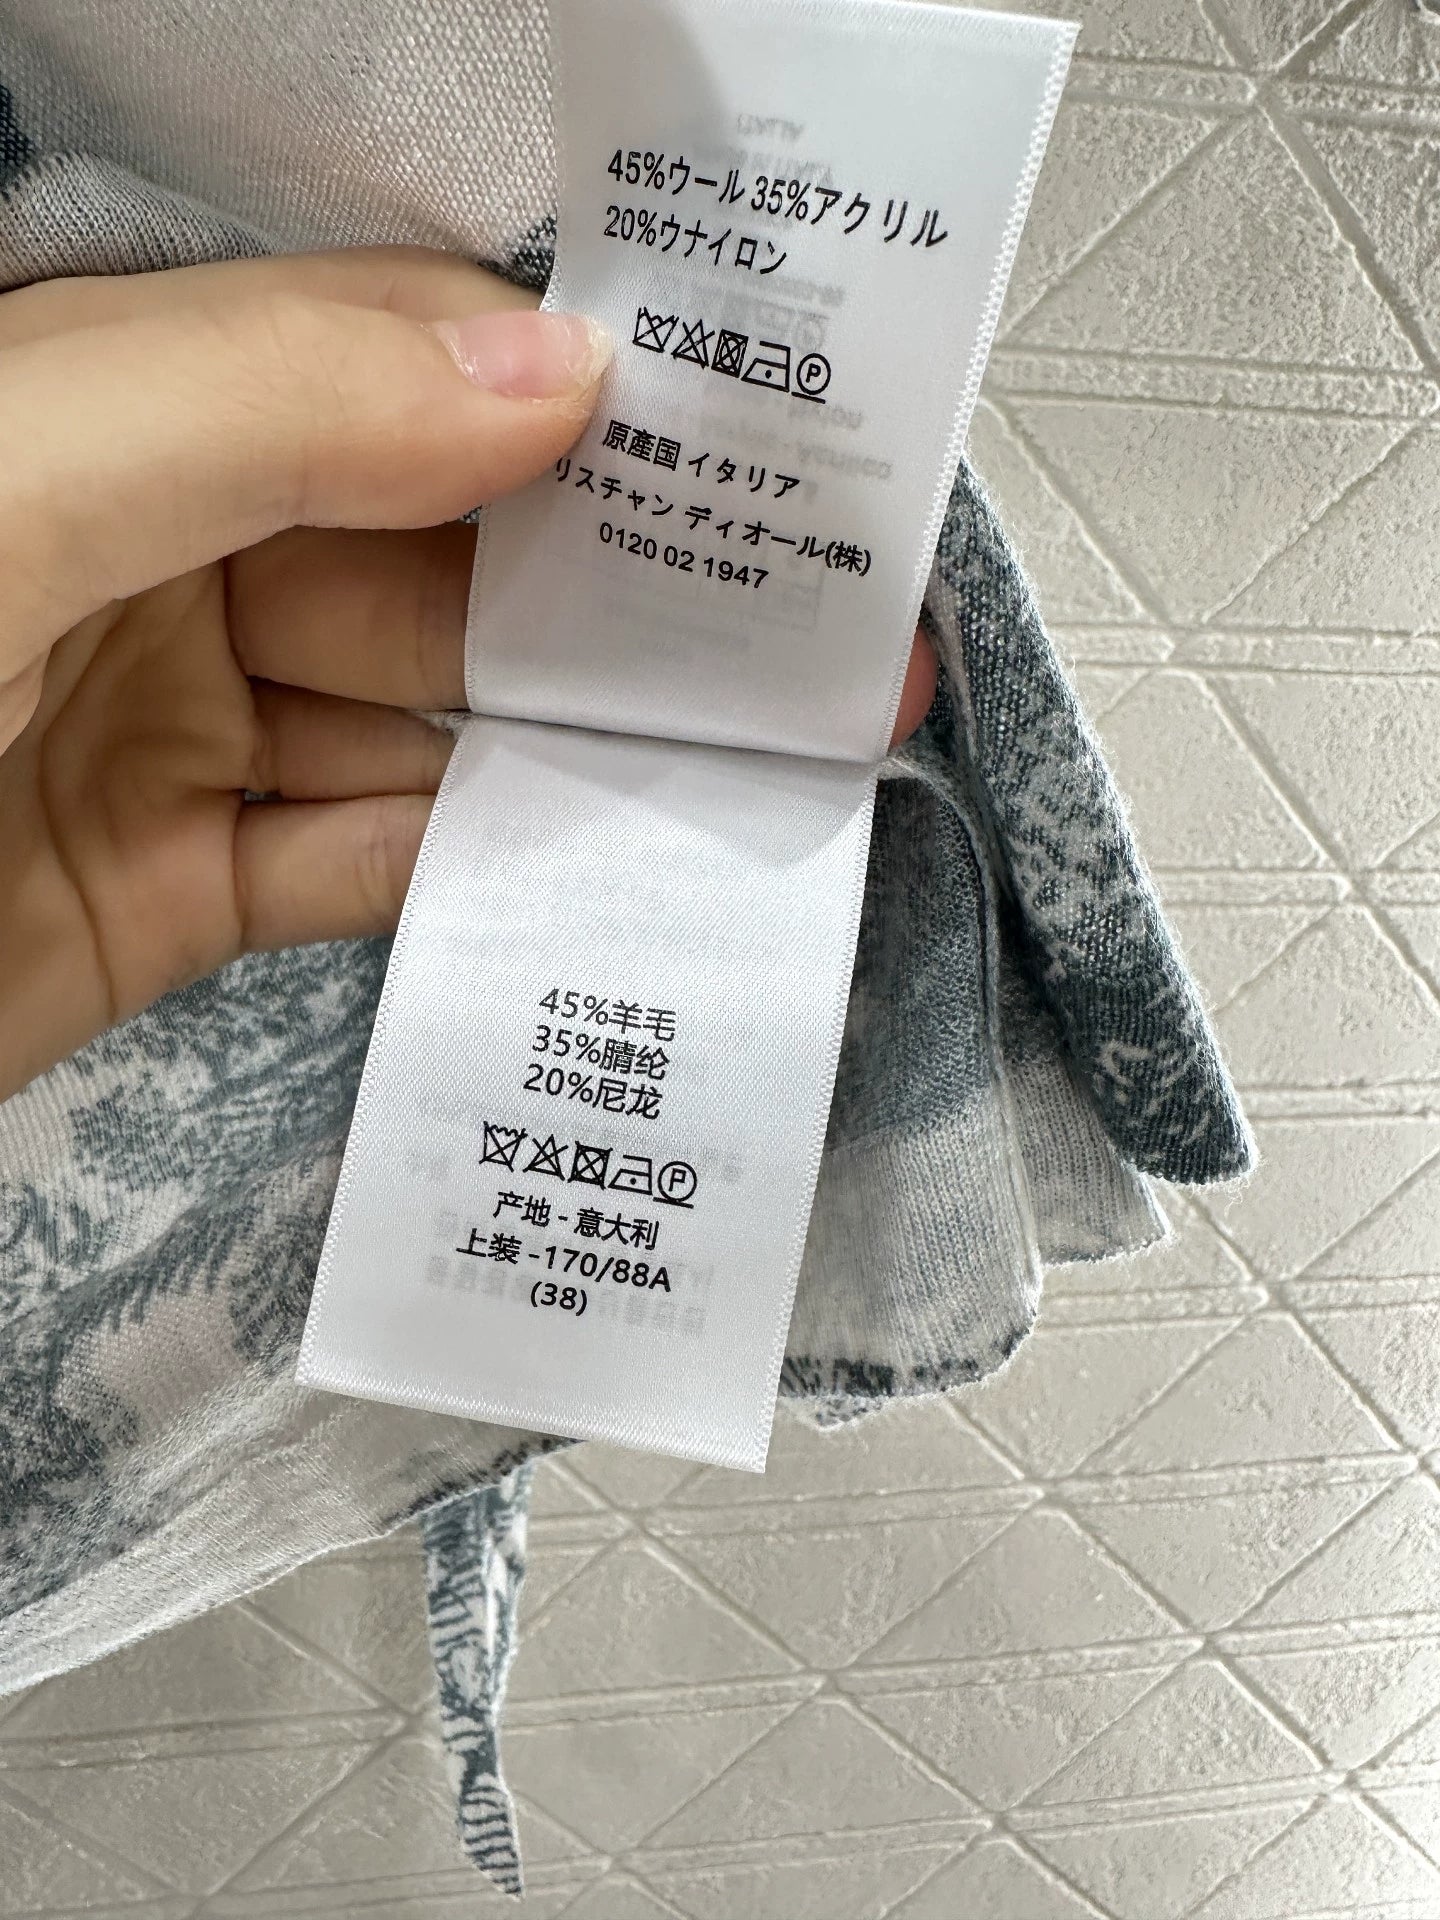 45%ウール 35%アクリル
20%ウナイロン
P
原產国 イタリア
リスチャン ディオール(株)
0120 02 1947
45%羊毛
35%腈纶
20%尼龙
P
产地 - 意大利
上装 -170/88A
(38)